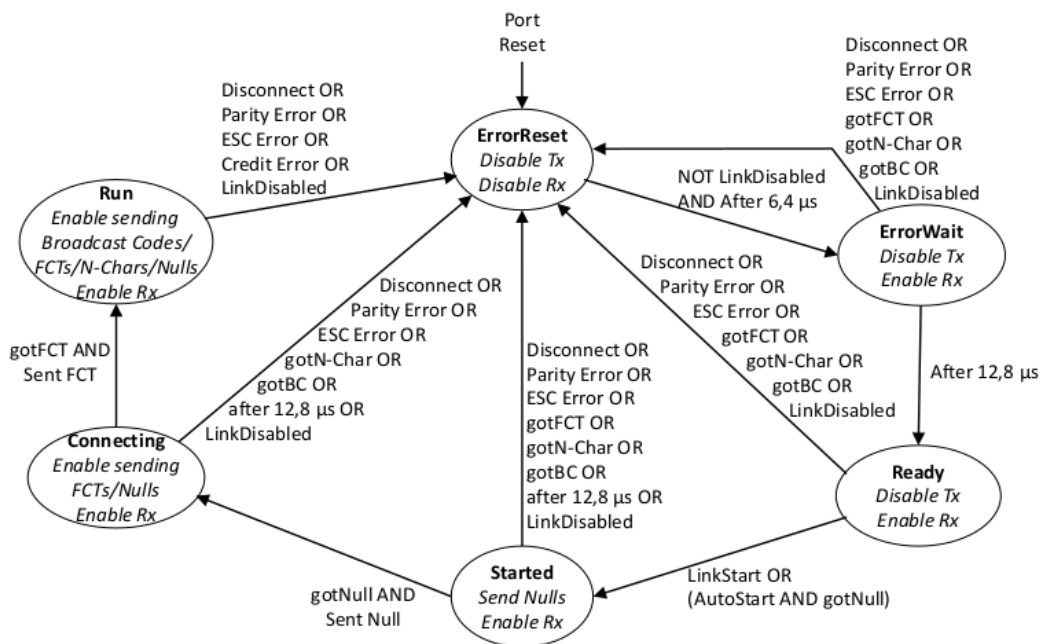 Port
Reset
Disconnect OR
Parity Error OR
ESC Error OR
Credit Error OR
LinkDisabled
Disconnect OR
Parity Error OR
ESC Error OR
gotFCT OR
gotN-Char OR
gotBC OR
LinkDisabled
ErrorReset
Disable Tx
Disable Rx
NOT LinkDisabled
AND After 6,4 µs
Run
Enable sending
Broadcast Codes/
FCTs/N-Chars/Nulls
Enable Rx
ErrorWait
Disable Tx
Enable Rx
Disconnect OR
Parity Error OR
ESC Error OR
gotN-Char OR
gotBC OR
after 12,8 µs OR
LinkDisabled
Disconnect OR
Parity Error OR
ESC Error OR
gotFCT OR
gotN-Char OR
gotBC OR
after 12,8 µs OR
LinkDisabled
Disconnect OR
Parity Error OR
ESC Error OR
gotFCT OR
gotN-Char OR
gotBC OR
LinkDisabled
gotFCT AND
Sent FCT
After 12,8 µs
Connecting
Enable sending
FCTs/Nulls
Enable Rx
Ready
Disable Tx
Enable Rx
gotNull AND
Sent Null
Started
Send Nulls
Enable Rx
LinkStart OR
(AutoStart AND gotNull)